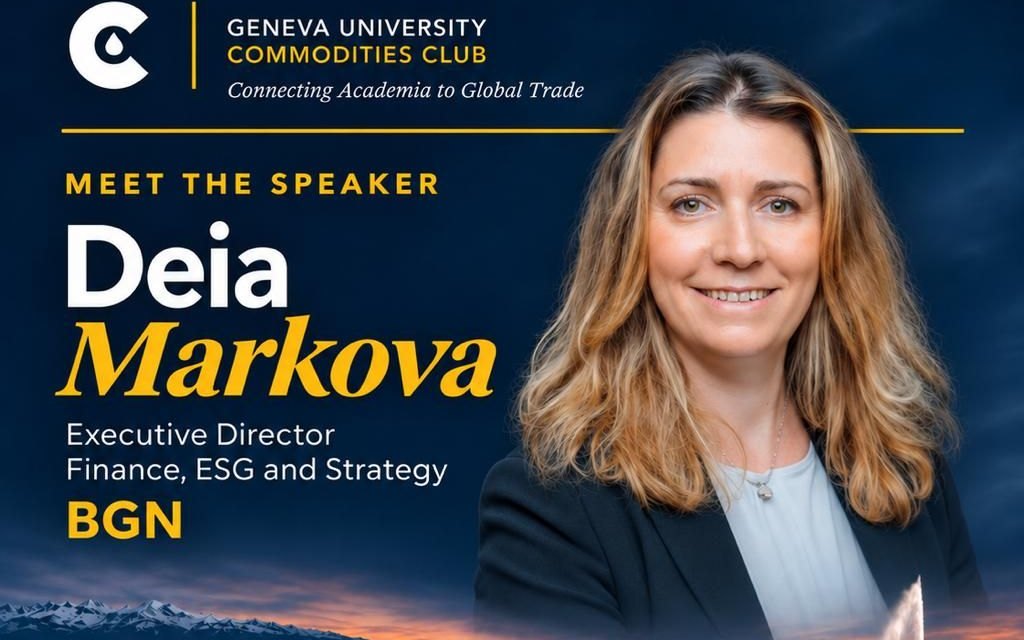 GENEVA UNIVERSITY
COMMODITIES CLUB
Connecting Academia to Global Trade
MEET THE SPEAKER
Deia
Markova
Executive Director
Finance, ESG and Strategy
BGN